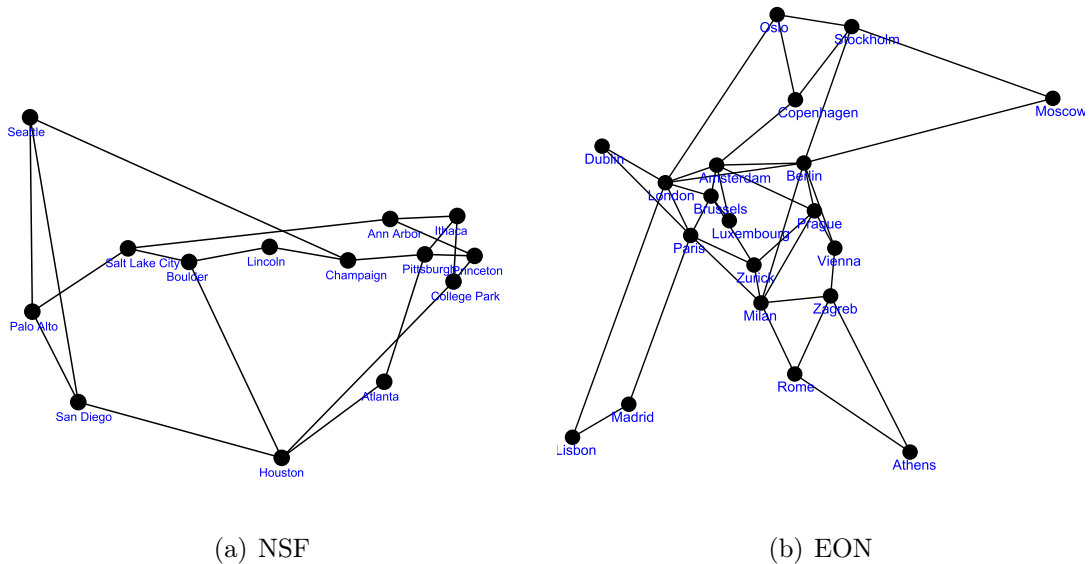 Oslo
Stockholm
Moscow
Copenhagen
Seattle
Dublin
Amsterdam
Berlin
London
Brussels
Prague
Luxembourg
Ann Arbor
Ithaca
Paris
Salt Lake City
Boulder
Lincoln
Champaign
Pittsburgh
Princeton
Vienna
Zurick
College Park
Milan
Zagreb
Palo Alto
Rome
Atlanta
San Diego
Madrid
Lisbon
Athens
Houston
(a) NSF
(b) EON